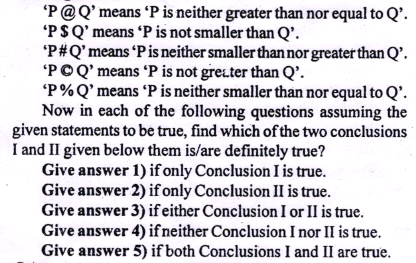 ‘P @ Q’ means ‘P is neither greater than nor equal to Q’.
‘P $ Q’ means ‘P is not smaller than Q’.
‘P # Q’ means ‘P is neither smaller than nor greater than Q’.
‘P © Q’ means ‘P is not greater than Q’.
‘P % Q’ means ‘P is neither smaller than nor equal to Q’.
Now in each of the following questions assuming the
given statements to be true, find which of the two conclusions
I and II given below them is/are definitely true?
Give answer 1) if only Conclusion I is true.
Give answer 2) if only Conclusion II is true.
Give answer 3) if either Conclusion I or II is true.
Give answer 4) if neither Conclusion I nor II is true.
Give answer 5) if both Conclusions I and II are true.